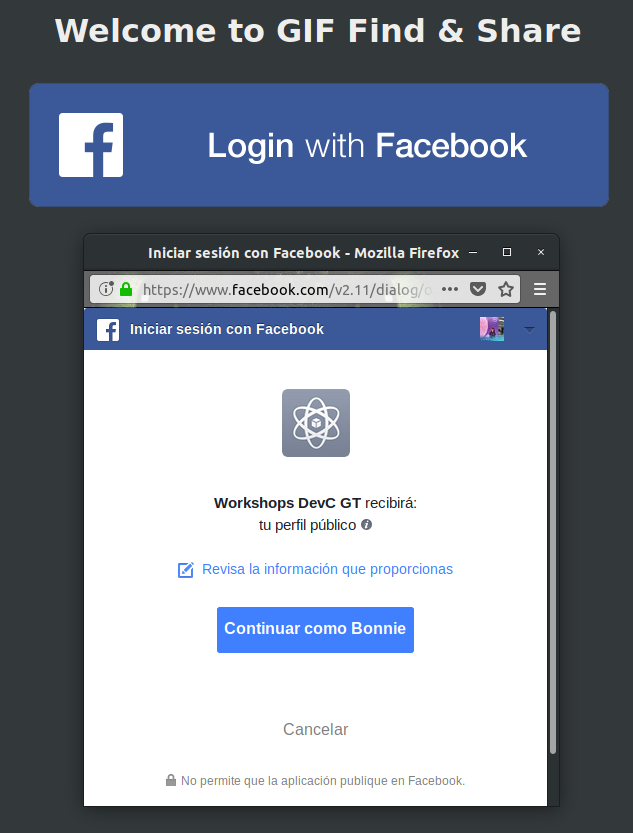 Welcome to GIF Find & Share
Login with Facebook
Iniciar sesión con Facebook - Mozilla Firefox
https://www.facebook.com/v2.11/dialog/o
Iniciar sesión con Facebook
Workshops DevC GT recibirá:
tu perfil público
Revisa la información que proporcionas
Continuar como Bonnie
Cancelar
No permite que la aplicación publique en Facebook.